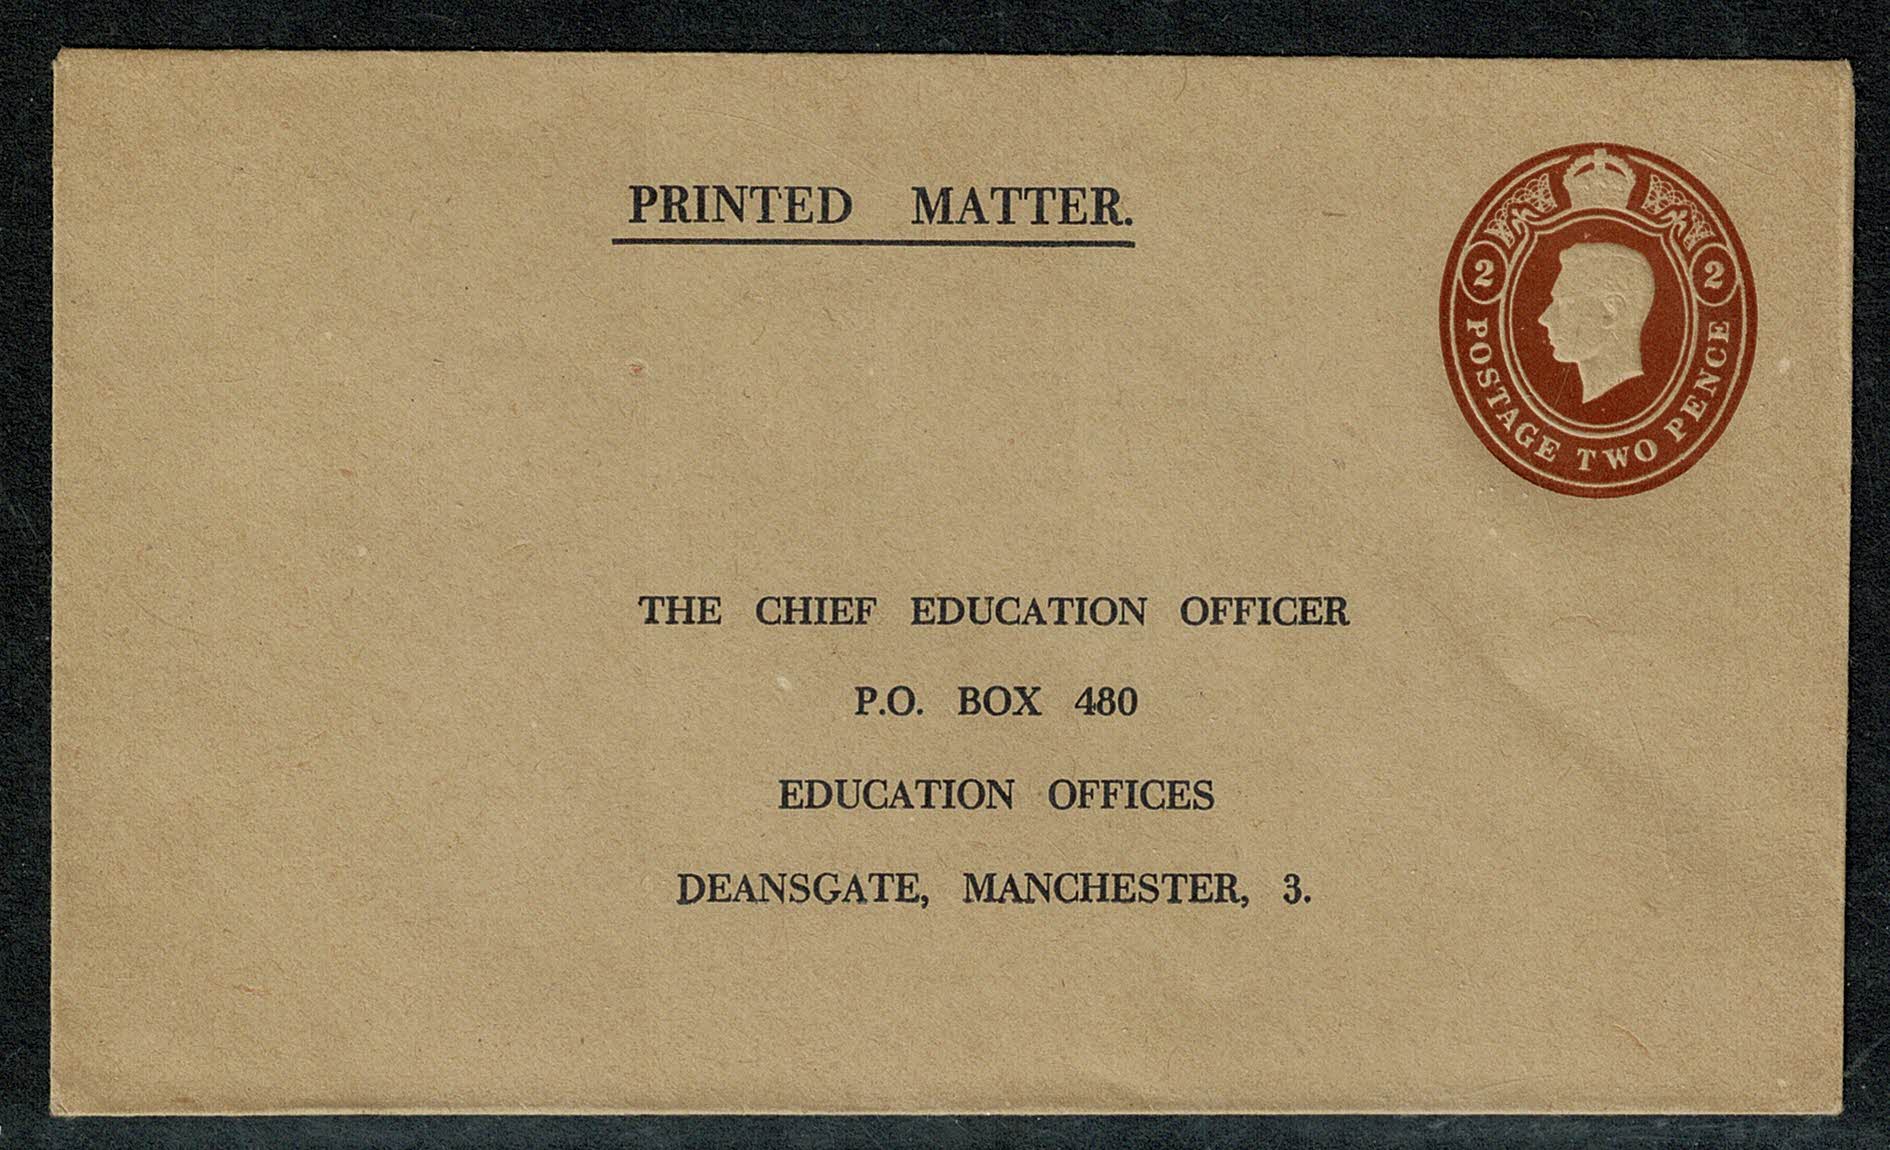 PRINTED MATTER.
2 2
POSTAGE TWO PENCE
THE CHIEF EDUCATION OFFICER
P.O. BOX 480
EDUCATION OFFICES
DEANSGATE, MANCHESTER, 3.